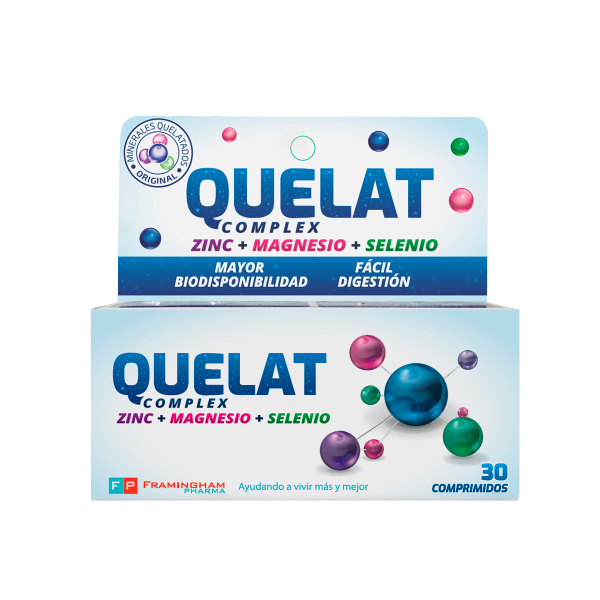 MINERALES QUELATADOS
• ORIGINAL •
QUELAT
COMPLEX
ZINC + MAGNESIO + SELENIO
MAYOR
BIODISPONIBILIDAD
FÁCIL
DIGESTIÓN
QUELAT
COMPLEX
ZINC + MAGNESIO + SELENIO
FP FRAMINGHAM
PHARMA
Ayudando a vivir más y mejor
30
COMPRIMIDOS